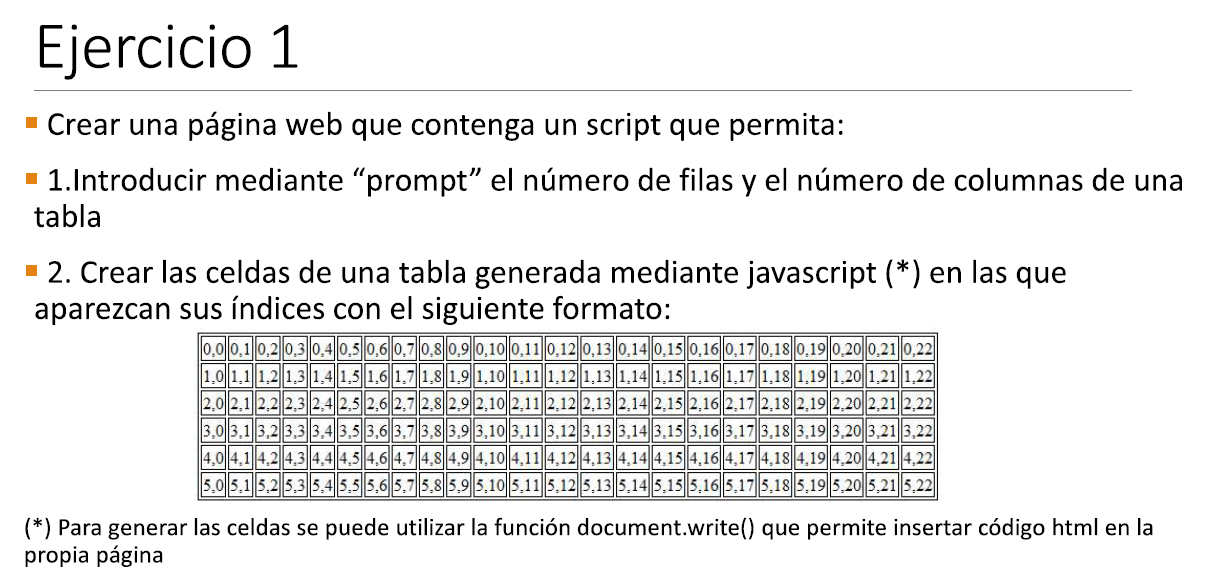 Ejercicio 1
Crear una página web que contenga un script que permita:
1.Introducir mediante “prompt” el número de filas y el número de columnas de una
tabla
2. Crear las celdas de una tabla generada mediante javascript (*) en las que
aparezcan sus índices con el siguiente formato:
0,0 0,1 0,2 0,3 0,4 0,5 0,6 0,7 0,8 0,9 0,10 0,11 0,12 0,13 0,14 0,15 0,16 0,17 0,18 0,19 0,20 0,21 0,22
1,0 1,1 1,2 1,3 1,4 1,5 1,6 1,7 1,8 1,9 1,10 1,11 1,12 1,13 1,14 1,15 1,16 1,17 1,18 1,19 1,20 1,21 1,22
2,0 2,1 2,2 2,3 2,4 2,5 2,6 2,7 2,8 2,9 2,10 2,11 2,12 2,13 2,14 2,15 2,16 2,17 2,18 2,19 2,20 2,21 2,22
3,0 3,1 3,2 3,3 3,4 3,5 3,6 3,7 3,8 3,9 3,10 3,11 3,12 3,13 3,14 3,15 3,16 3,17 3,18 3,19 3,20 3,21 3,22
4,0 4,1 4,2 4,3 4,4 4,5 4,6 4,7 4,8 4,9 4,10 4,11 4,12 4,13 4,14 4,15 4,16 4,17 4,18 4,19 4,20 4,21 4,22
5,0 5,1 5,2 5,3 5,4 5,5 5,6 5,7 5,8 5,9 5,10 5,11 5,12 5,13 5,14 5,15 5,16 5,17 5,18 5,19 5,20 5,21 5,22
(*) Para generar las celdas se puede utilizar la función document.write() que permite insertar código html en la
propia página